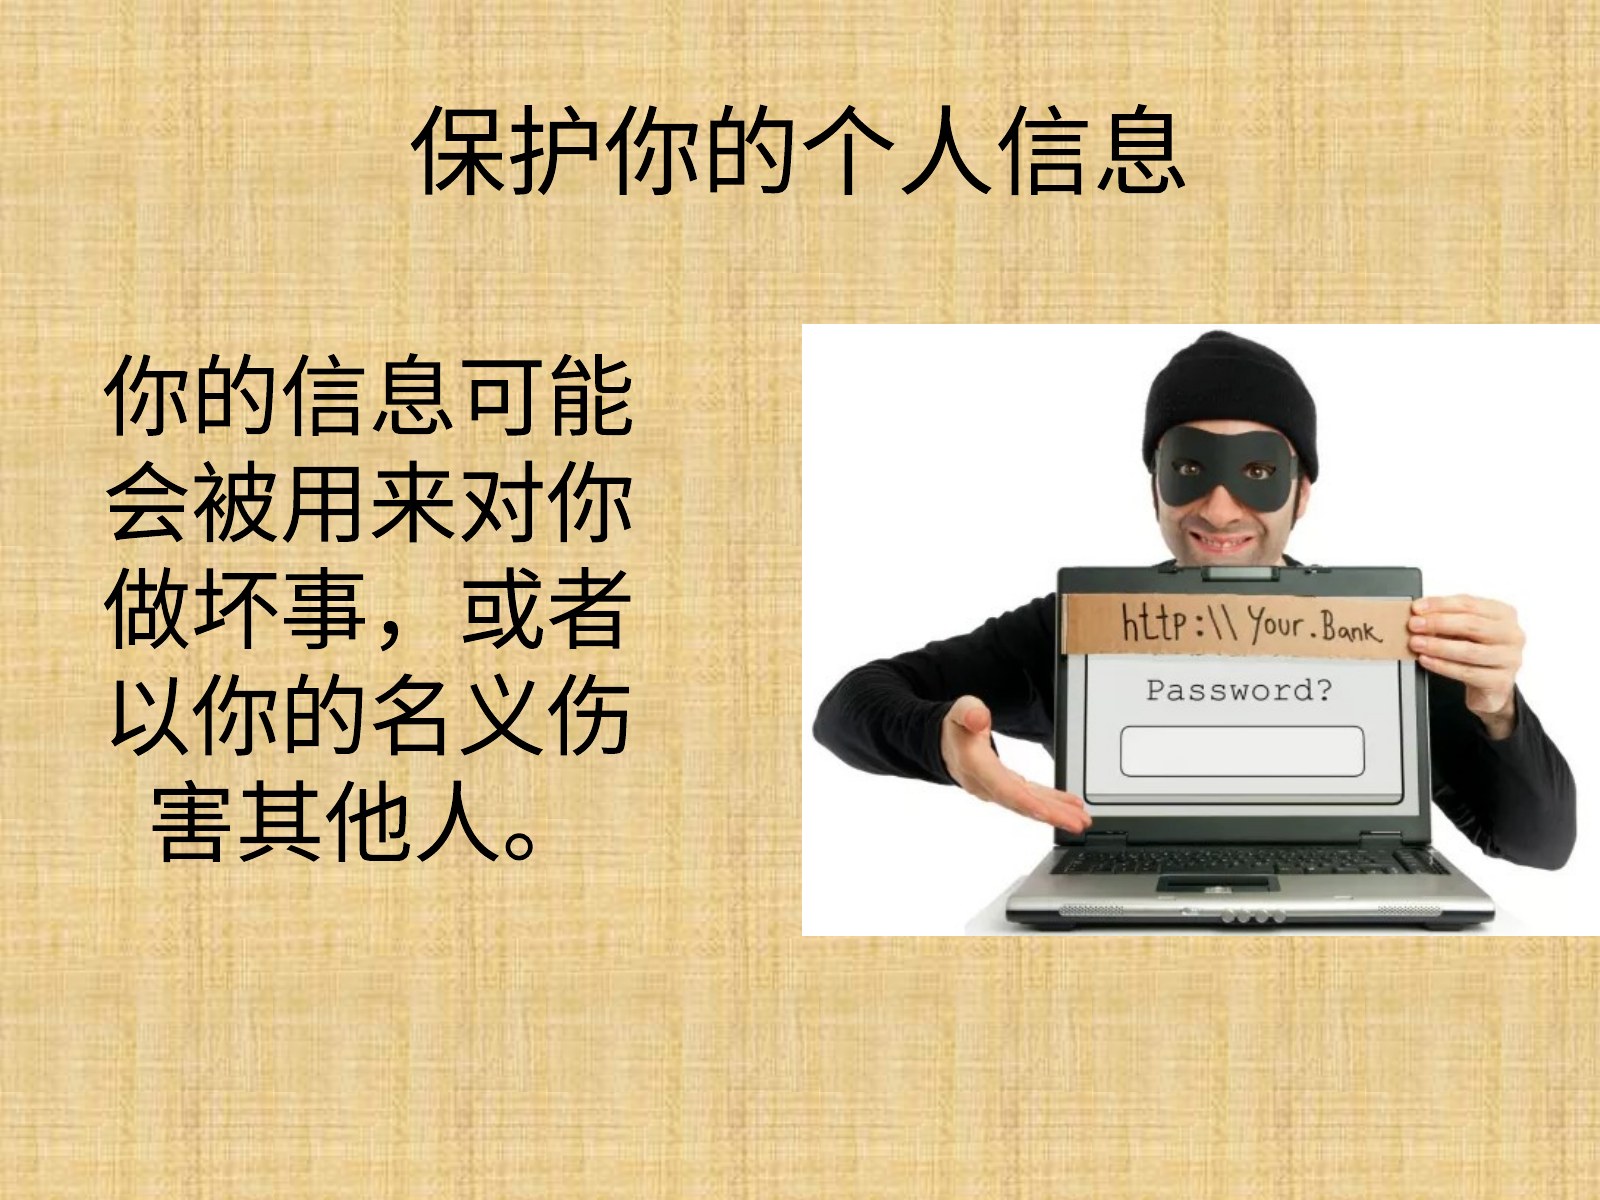 保护你的个人信息
你的信息可能
会被用来对你
做坏事，或者
以你的名义伤
害其他人。
http:\\ Your.Bank
Password?